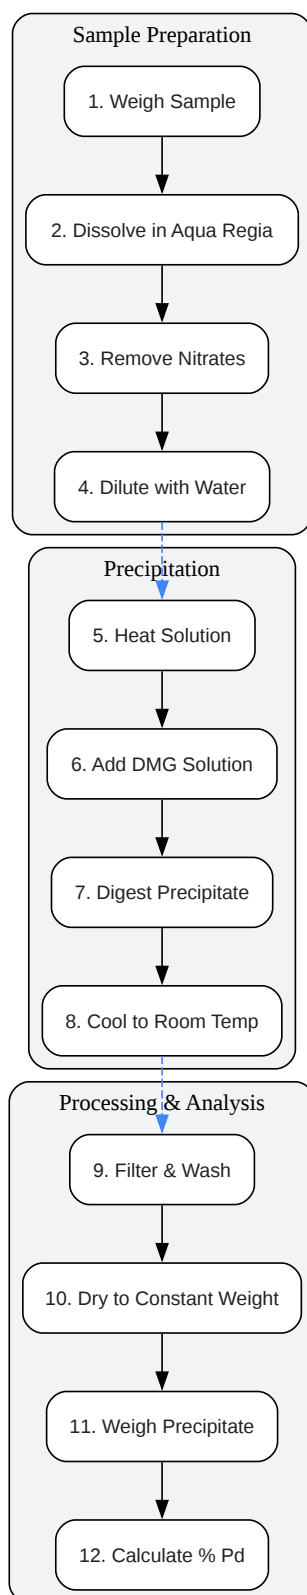 Sample Preparation
1. Weigh Sample
2. Dissolve in Aqua Regia
3. Remove Nitrates
4. Dilute with Water
Precipitation
5. Heat Solution
6. Add DMG Solution
7. Digest Precipitate
8. Cool to Room Temp
Processing & Analysis
9. Filter & Wash
10. Dry to Constant Weight
11. Weigh Precipitate
12. Calculate % Pd